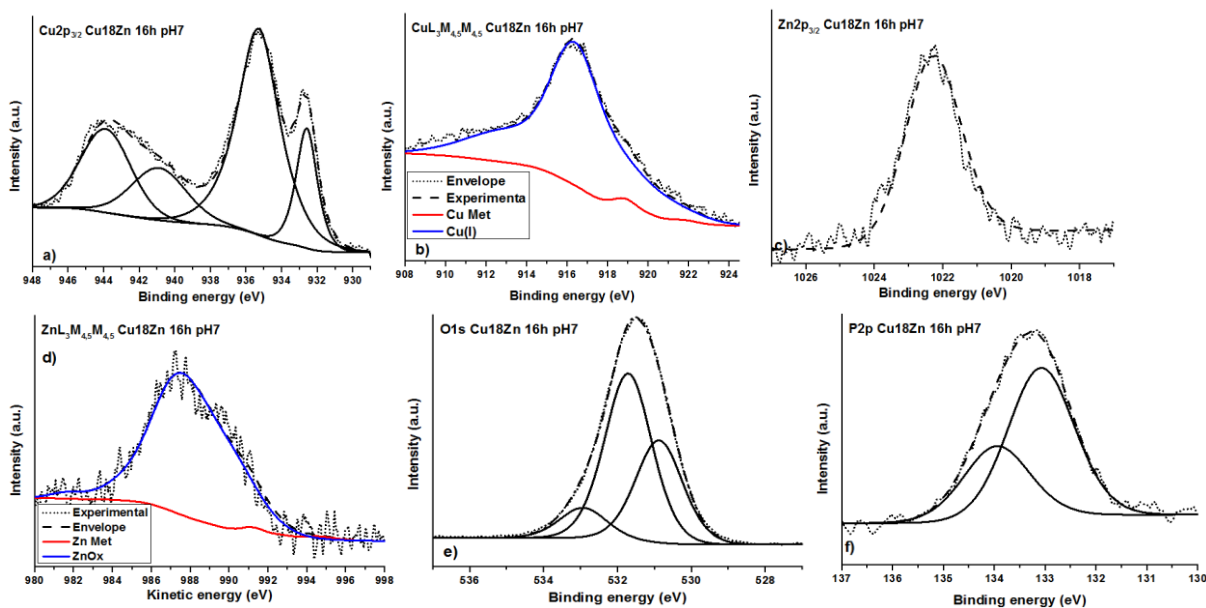 Cu2p3/2 Cu18Zn 16h pH7
Intensity (a.u.)
a)
948 946 944 942 940 938 936 934 932 930
Binding energy (eV)
CuL3M4,5M4,5 Cu18Zn 16h pH7
Intensity (a.u.)
Envelope
Experimenta
Cu Met
Cu(I)
b)
908 910 912 914 916 918 920 922 924
Binding energy (eV)
Zn2p3/2 Cu18Zn 16h pH7
Intensity (a.u.)
c)
1026 1024 1022 1020 1018
Binding energy (eV)
ZnL3M4,5M4,5 Cu18Zn 16h pH7
d)
Intensity (a.u.)
Experimental
Envelope
Zn Met
ZnOx
980 982 984 986 988 990 992 994 996 998
Kinetic energy (eV)
O1s Cu18Zn 16h pH7
Intensity (a.u.)
e)
536 534 532 530 528
Binding energy (eV)
P2p Cu18Zn 16h pH7
Intensity (a.u.)
f)
137 136 135 134 133 132 131 130
Binding energy (eV)